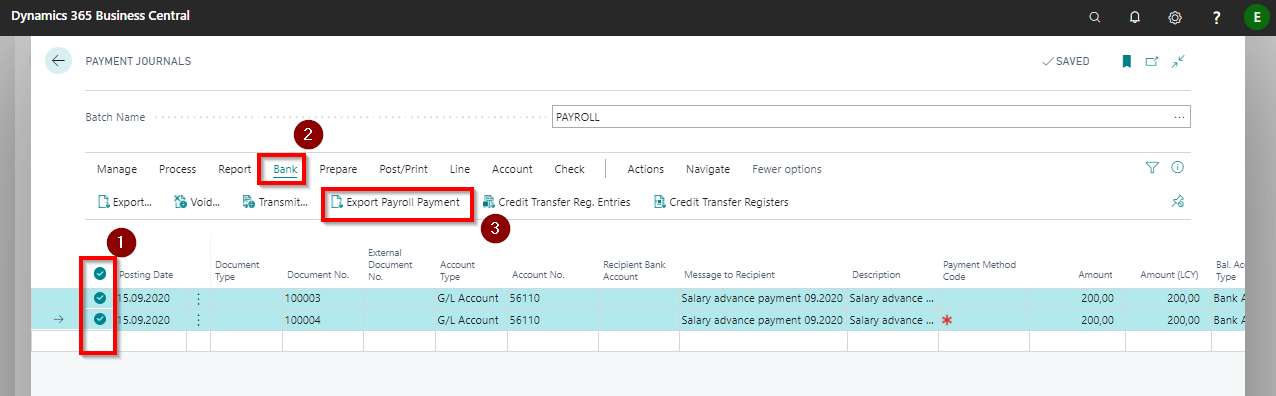 Dynamics 365 Business Central
?
E
PAYMENT JOURNALS
SAVED
Batch Name
PAYROLL
...
2
Manage Process Report Bank Prepare Post/Print Line Account Check Actions Navigate Fewer options
Export... Void... Transmit... Export Payroll Payment Credit Transfer Reg. Entries Credit Transfer Registers
3
1
Posting Date
Document Type
Document No.
External Document No.
Account Type
Account No.
Recipient Bank Account
Message to Recipient
Description
Payment Method Code
Amount
Amount (LCY)
Bal. Ac
Type
15.09.2020 100003 G/L Account 56110 Salary advance payment 09.2020 Salary advance ... 200,00 200,00 Bank A
15.09.2020 100004 G/L Account 56110 Salary advance payment 09.2020 Salary advance ... * 200,00 200,00 Bank A